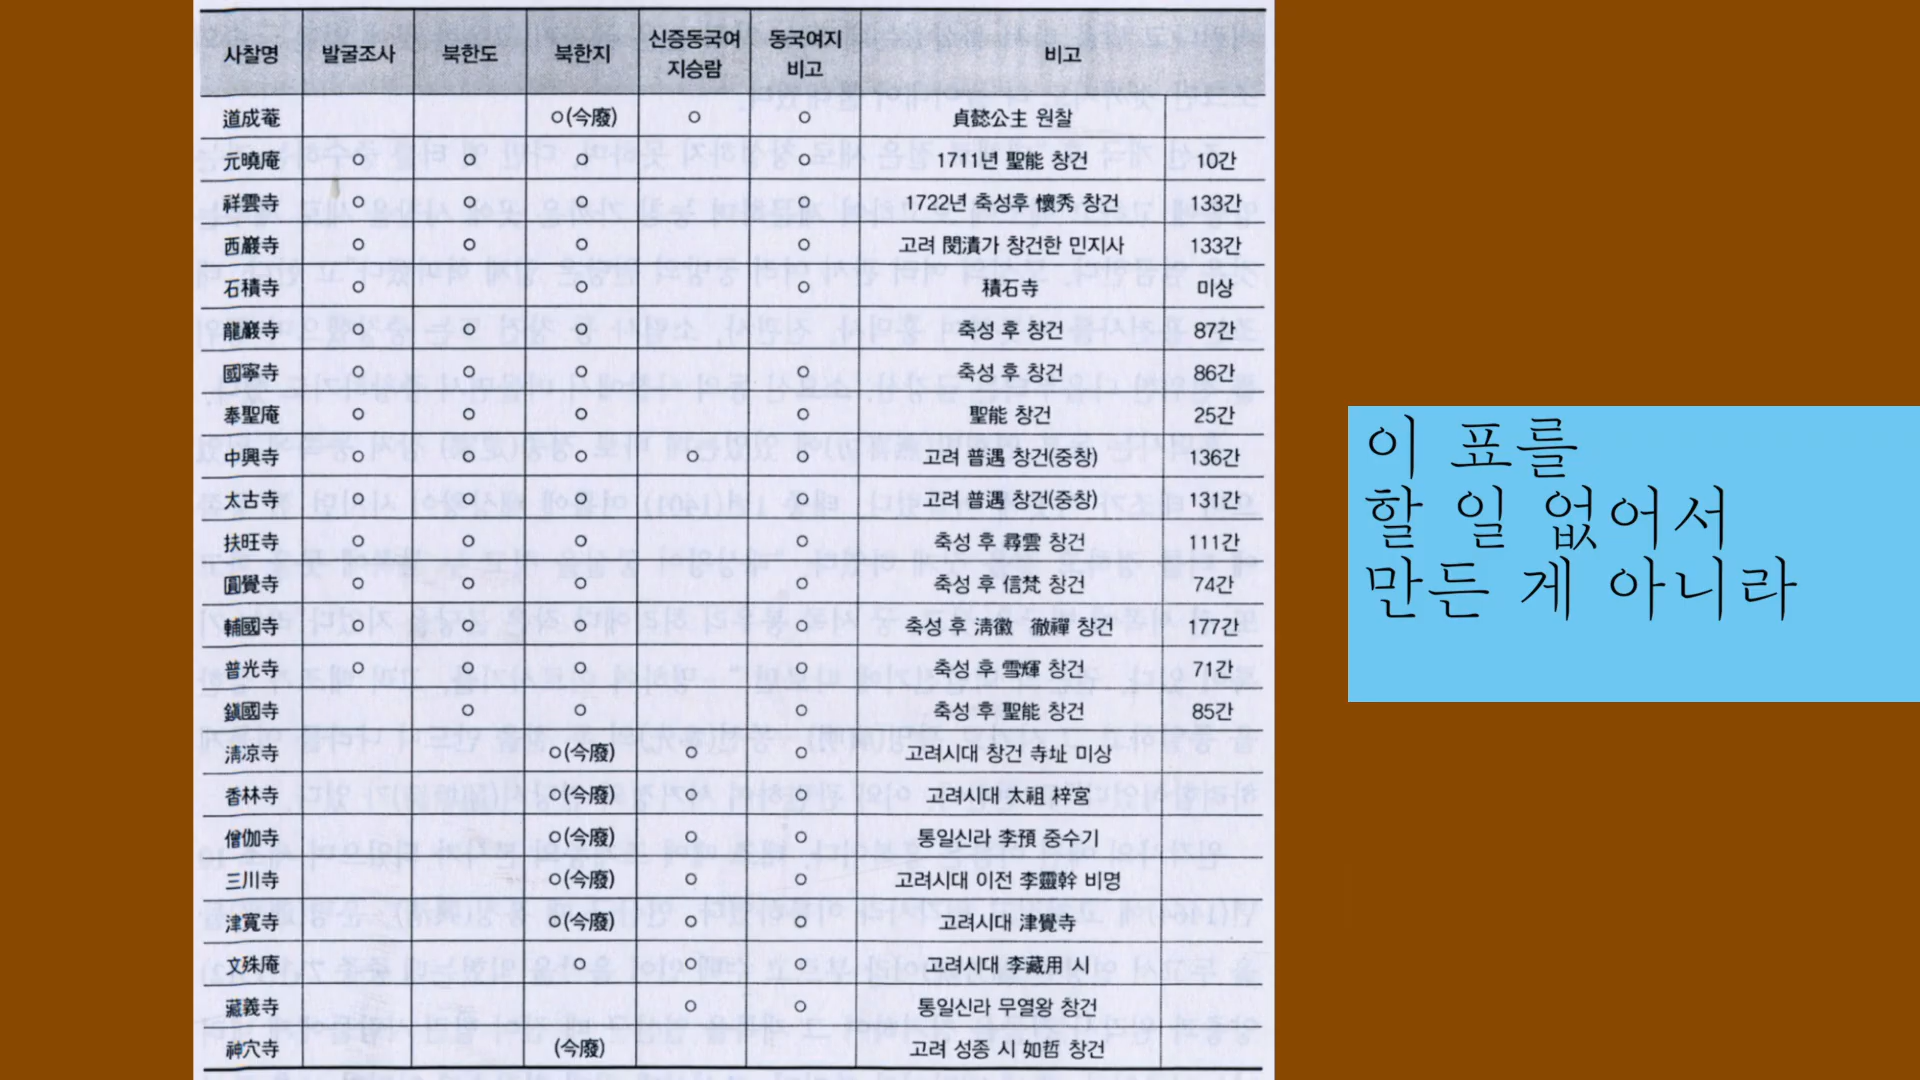 사찰명 발굴조사 북한도 북한지 신증동국여지승람 동국여지비고 비고
道成菴 ○(今廢) ○ ○ 貞懿公主 원찰
元曉庵 ○ ○ ○ ○ 1711년 聖能 창건 10간
祥雲寺 ○ ○ ○ ○ 1722년 축성후 懷秀 창건 133간
西巖寺 ○ ○ ○ ○ 고려 閔漬가 창건한 민지사 133간
石積寺 ○ ○ ○ 積石寺 미상
龍巖寺 ○ ○ ○ ○ 축성 후 창건 87간
國寧寺 ○ ○ ○ ○ 축성 후 창건 86간
奉聖庵 ○ ○ ○ ○ 聖能 창건 25간
中興寺 ○ ○ ○ ○ ○ 고려 普遇 창건(중창) 136간
太古寺 ○ ○ ○ ○ 고려 普遇 창건(중창) 131간
扶旺寺 ○ ○ ○ ○ 축성 후 尋雲 창건 111간
圓覺寺 ○ ○ ○ ○ 축성 후 信梵 창건 74간
輔國寺 ○ ○ ○ ○ 축성 후 淸徽 徹禪 창건 177간
普光寺 ○ ○ ○ ○ 축성 후 雪輝 창건 71간
鎭國寺 ○ ○ ○ 축성 후 聖能 창건 85간
淸凉寺 ○(今廢) ○ ○ 고려시대 창건 寺址 미상
香林寺 ○(今廢) ○ ○ 고려시대 太祖 梓宮
僧伽寺 ○(今廢) ○ ○ 통일신라 李預 중수기
三川寺 ○(今廢) ○ ○ 고려시대 이전 李靈幹 비명
津寬寺 ○(今廢) ○ ○ 고려시대 津覺寺
文殊庵 ○ ○ ○ 고려시대 李藏用 시
藏義寺 ○ ○ 통일신라 무열왕 창건
神穴寺 (今廢) 고려 성종 시 如哲 창건
이 표를
할 일 없어서
만든 게 아니라